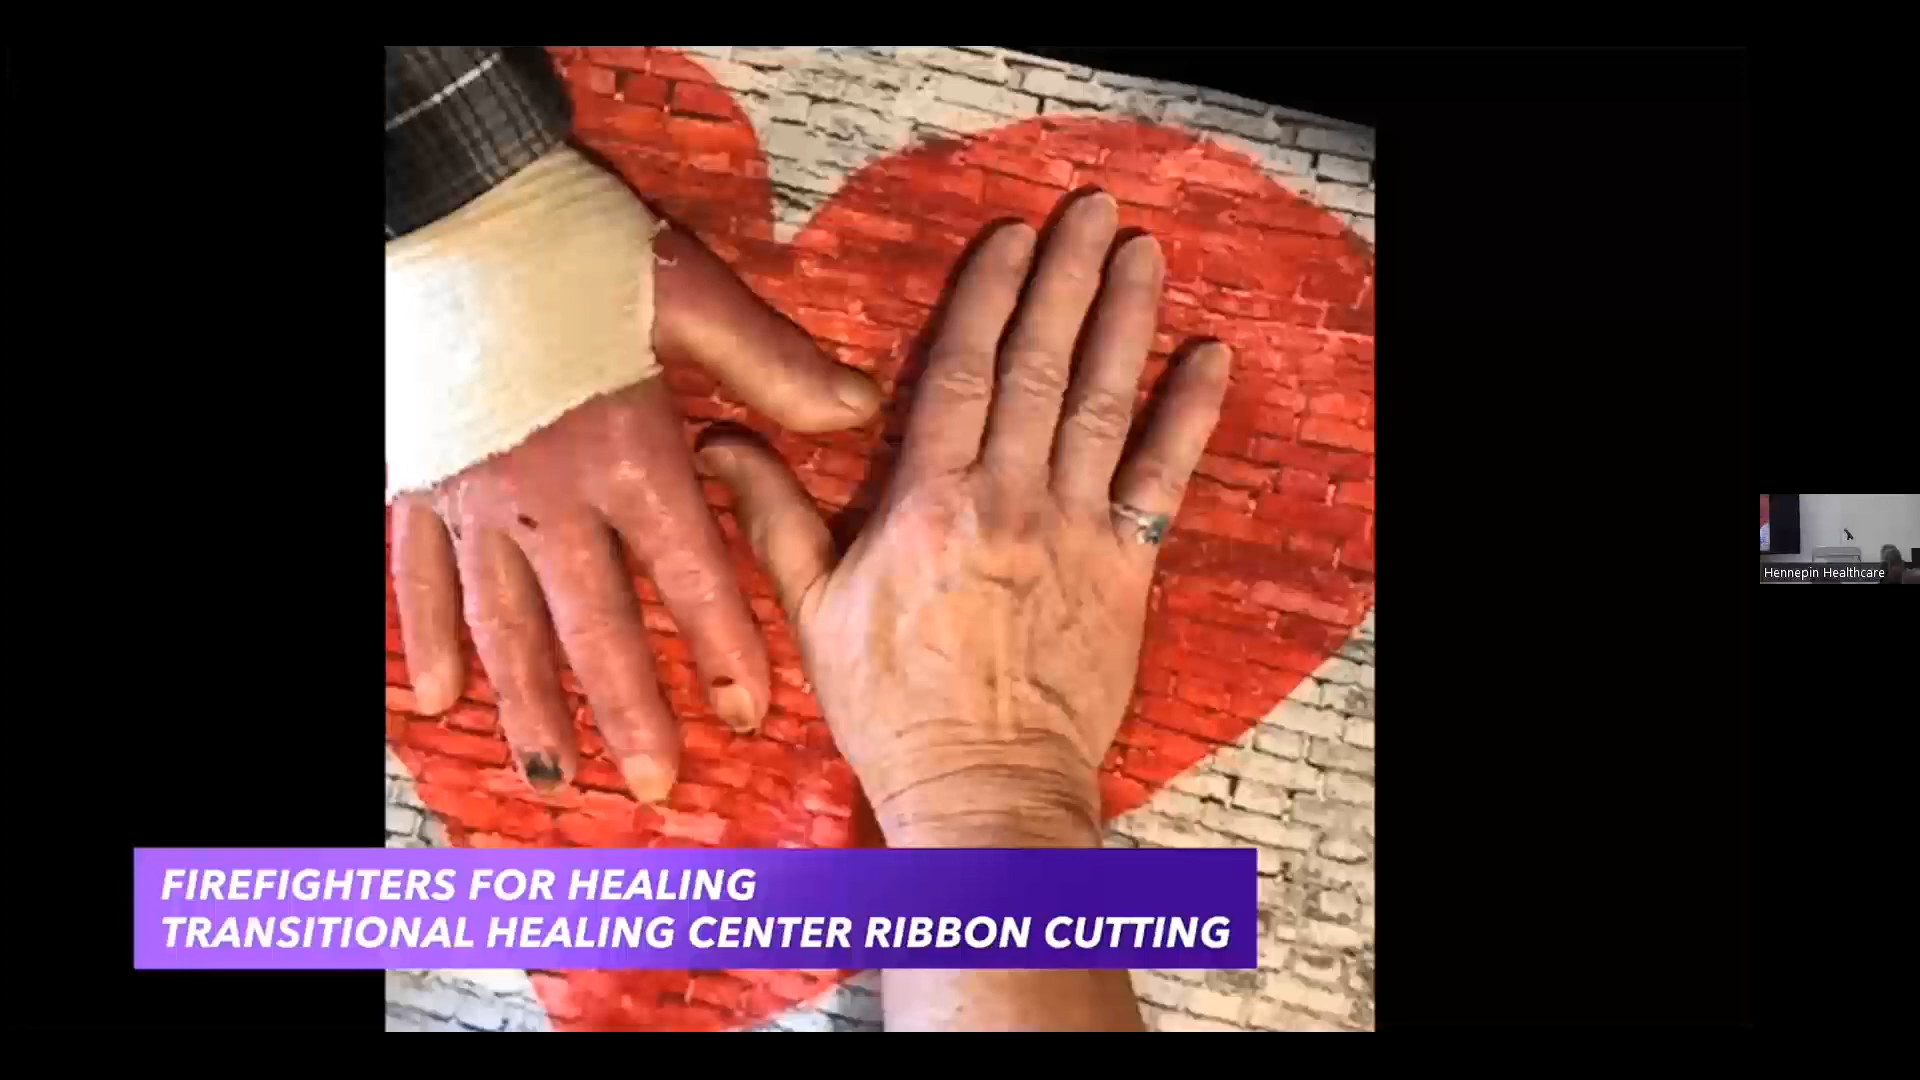 FIREFIGHTERS FOR HEALING
TRANSITIONAL HEALING CENTER RIBBON CUTTING
Hennepin Healthcare